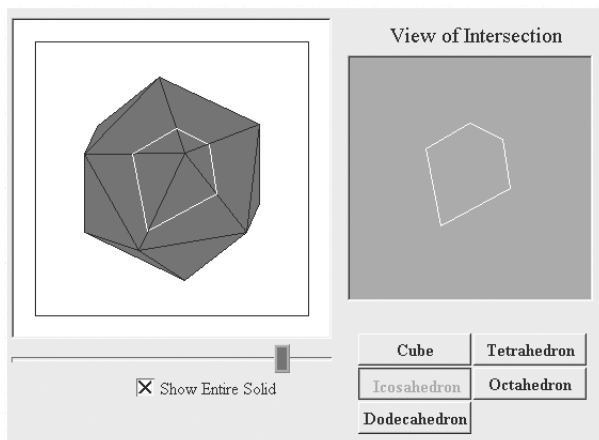 View of Intersection
Show Entire Solid
Cube
Tetrahedron
Icosahedron
Octahedron
Dodecahedron